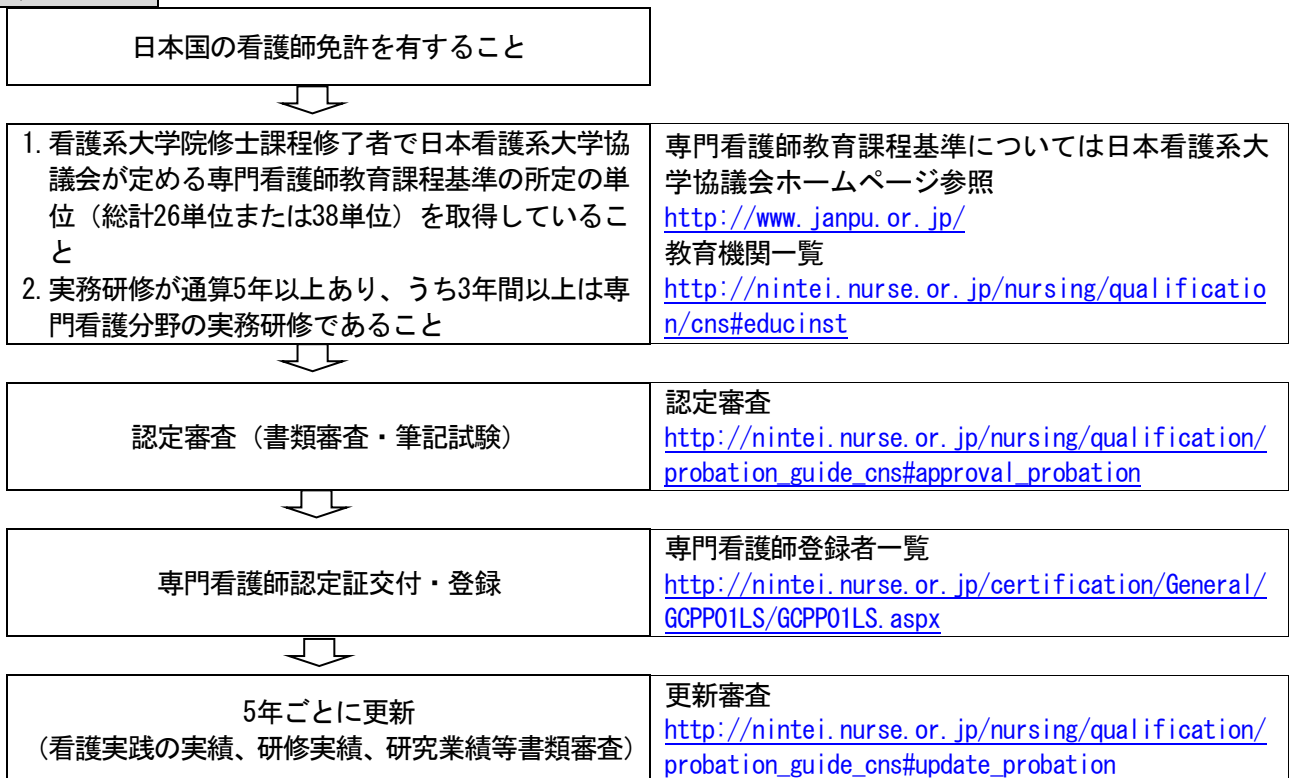 日本国の看護師免許を有すること
1. 看護系大学院修士課程修了者で日本看護系大学協
議会が定める専門看護師教育課程基準の所定の単
位（総計26単位または38単位）を取得しているこ
と
2. 実務研修が通算5年以上あり、うち3年間以上は専
門看護分野の実務研修であること
専門看護師教育課程基準については日本看護系大
学協議会ホームページ参照
http://www.janpu.or.jp/
教育機関一覧
http://nintei.nurse.or.jp/nursing/qualificatio
n/cns#educinst
認定審査（書類審査・筆記試験）
認定審査
http://nintei.nurse.or.jp/nursing/qualification/
probation_guide_cns#approval_probation
専門看護師認定証交付・登録
専門看護師登録者一覧
http://nintei.nurse.or.jp/certification/General/
GCPP01LS/GCPP01LS.aspx
5年ごとに更新
（看護実践の実績、研修実績、研究業績等書類審査）
更新審査
http://nintei.nurse.or.jp/nursing/qualification/
probation_guide_cns#update_probation